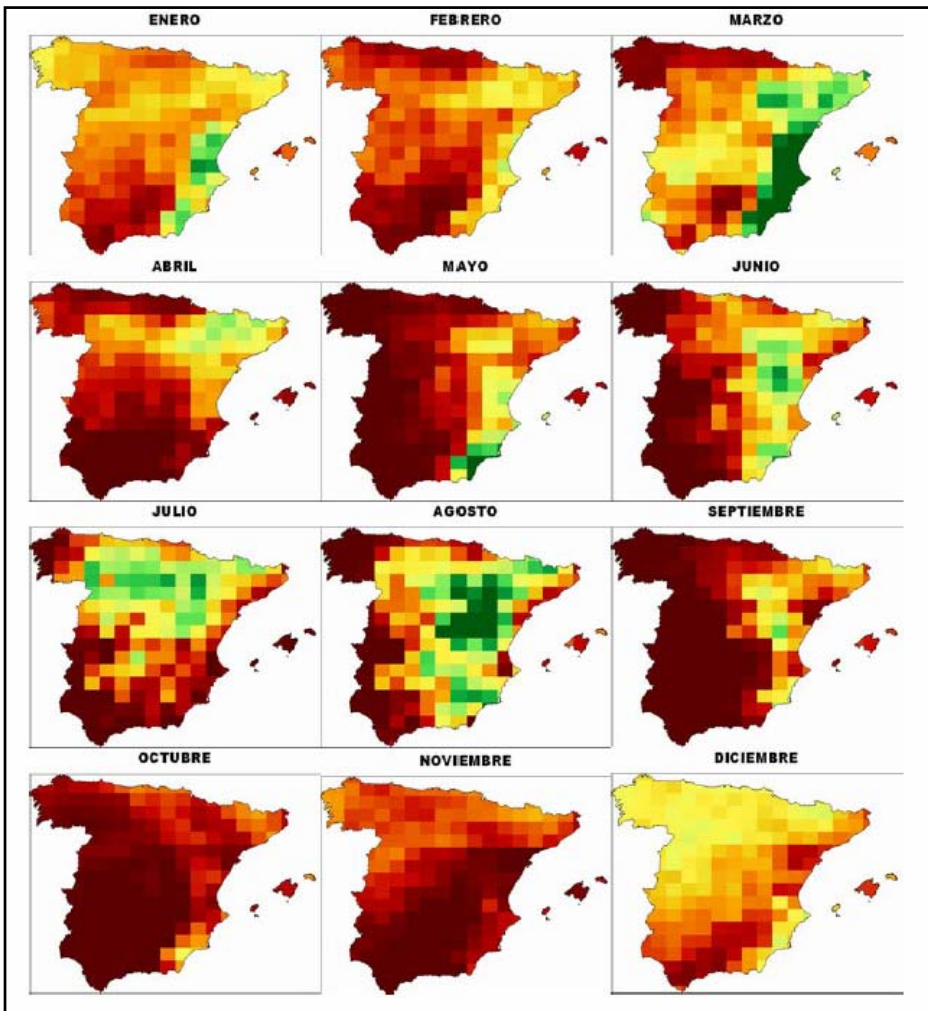 ENERO
FEBRERO
MARZO
ABRIL
MAYO
JUNIO
JULIO
AGOSTO
SEPTIEMBRE
OCTUBRE
NOVIEMBRE
DICIEMBRE